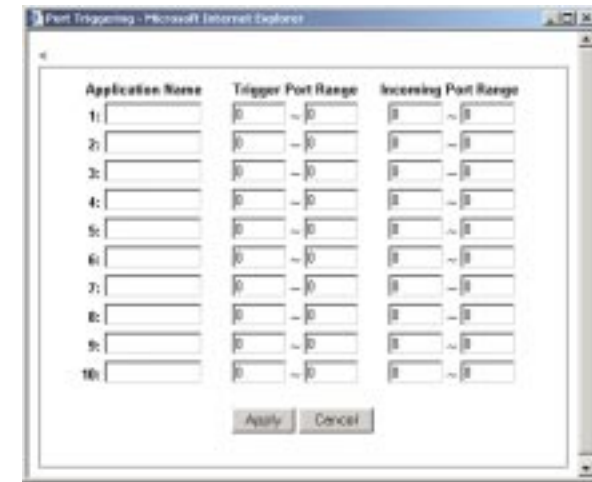 Port Triggering - Microsoft Internet Explorer
<
Application Name Trigger Port Range Incoming Port Range
1: 0 ~ 0 0 ~ 0
2: 0 ~ 0 0 ~ 0
3: 0 ~ 0 0 ~ 0
4: 0 ~ 0 0 ~ 0
5: 0 ~ 0 0 ~ 0
6: 0 ~ 0 0 ~ 0
7: 0 ~ 0 0 ~ 0
8: 0 ~ 0 0 ~ 0
9: 0 ~ 0 0 ~ 0
10: 0 ~ 0 0 ~ 0
Apply Cancel